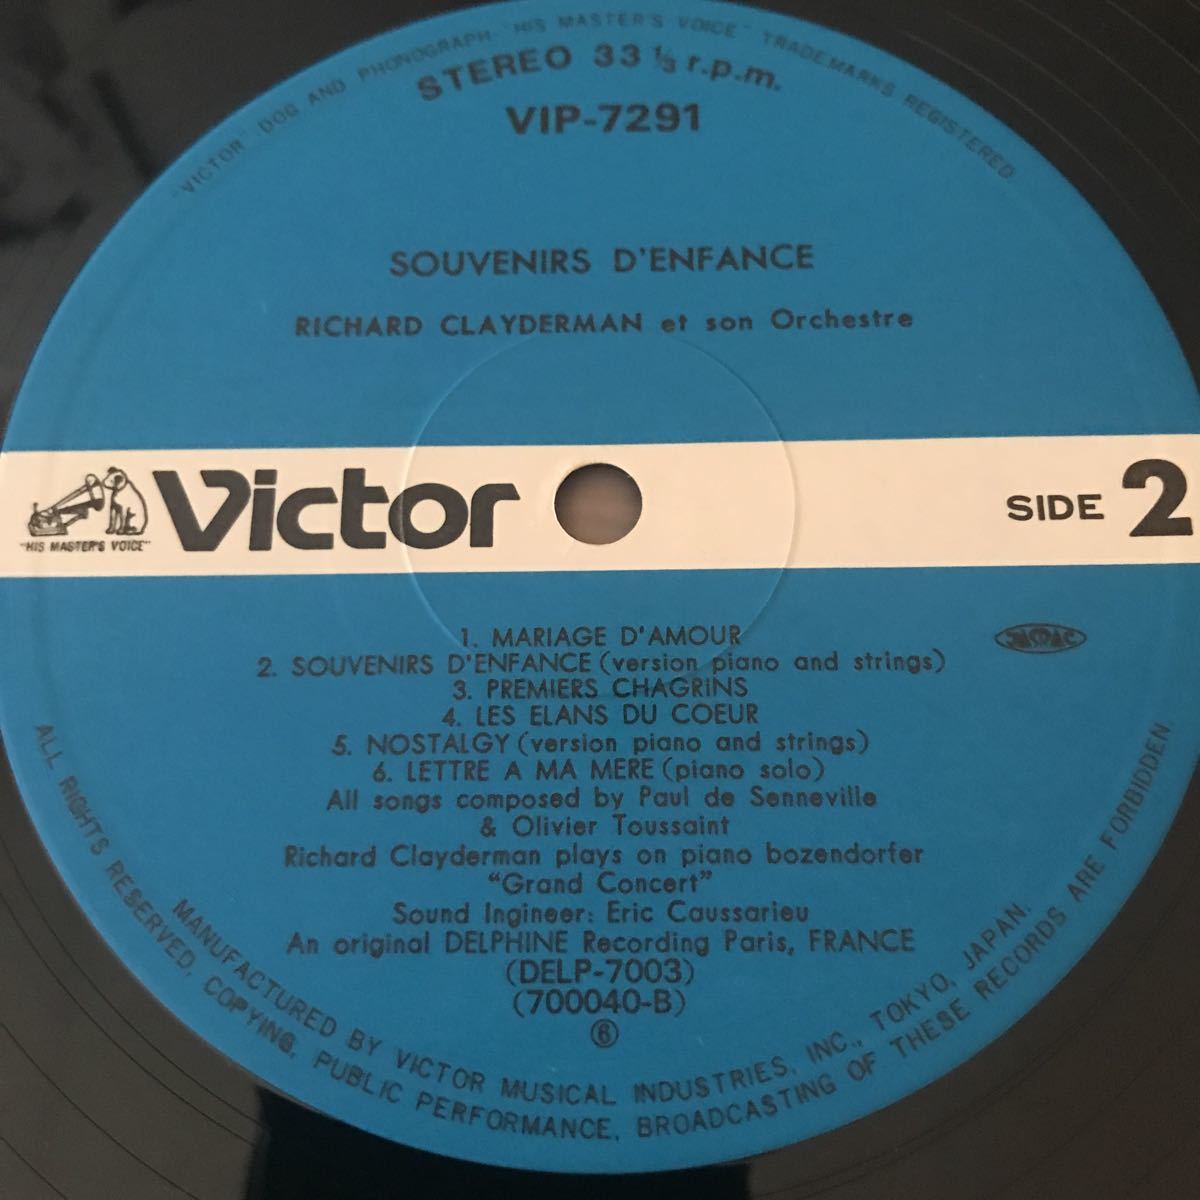 "VICTOR" DOG AND PHONOGRAPH-"HIS MASTER'S VOICE" TRADEMARKS REGISTERED.
STEREO 33 1/3 r.p.m.
VIP-7291
SOUVENIRS D'ENFANCE
RICHARD CLAYDERMAN et son Orchestre
"HIS MASTER'S VOICE"
Victor
SIDE 2
JASRAC
1. MARIAGE D'AMOUR
2. SOUVENIRS D'ENFANCE (version piano and strings)
3. PREMIERS CHAGRINS
4. LES ELANS DU COEUR
5. NOSTALGY (version piano and strings)
6. LETTRE A MA MERE (piano solo)
All songs composed by Paul de Senneville
& Olivier Toussaint
Richard Clayderman plays on piano bozendorfer
"Grand Concert"
Sound Ingineer: Eric Caussarieu
An original DELPHINE Recording Paris, FRANCE
(DELP-7003)
(700040-B)
⑥
MANUFACTURED BY VICTOR MUSICAL INDUSTRIES, INC., TOKYO, JAPAN.
ALL RIGHTS RESERVED, COPYING, PUBLIC PERFORMANCE, BROADCASTING OF THESE RECORDS ARE FORBIDDEN.